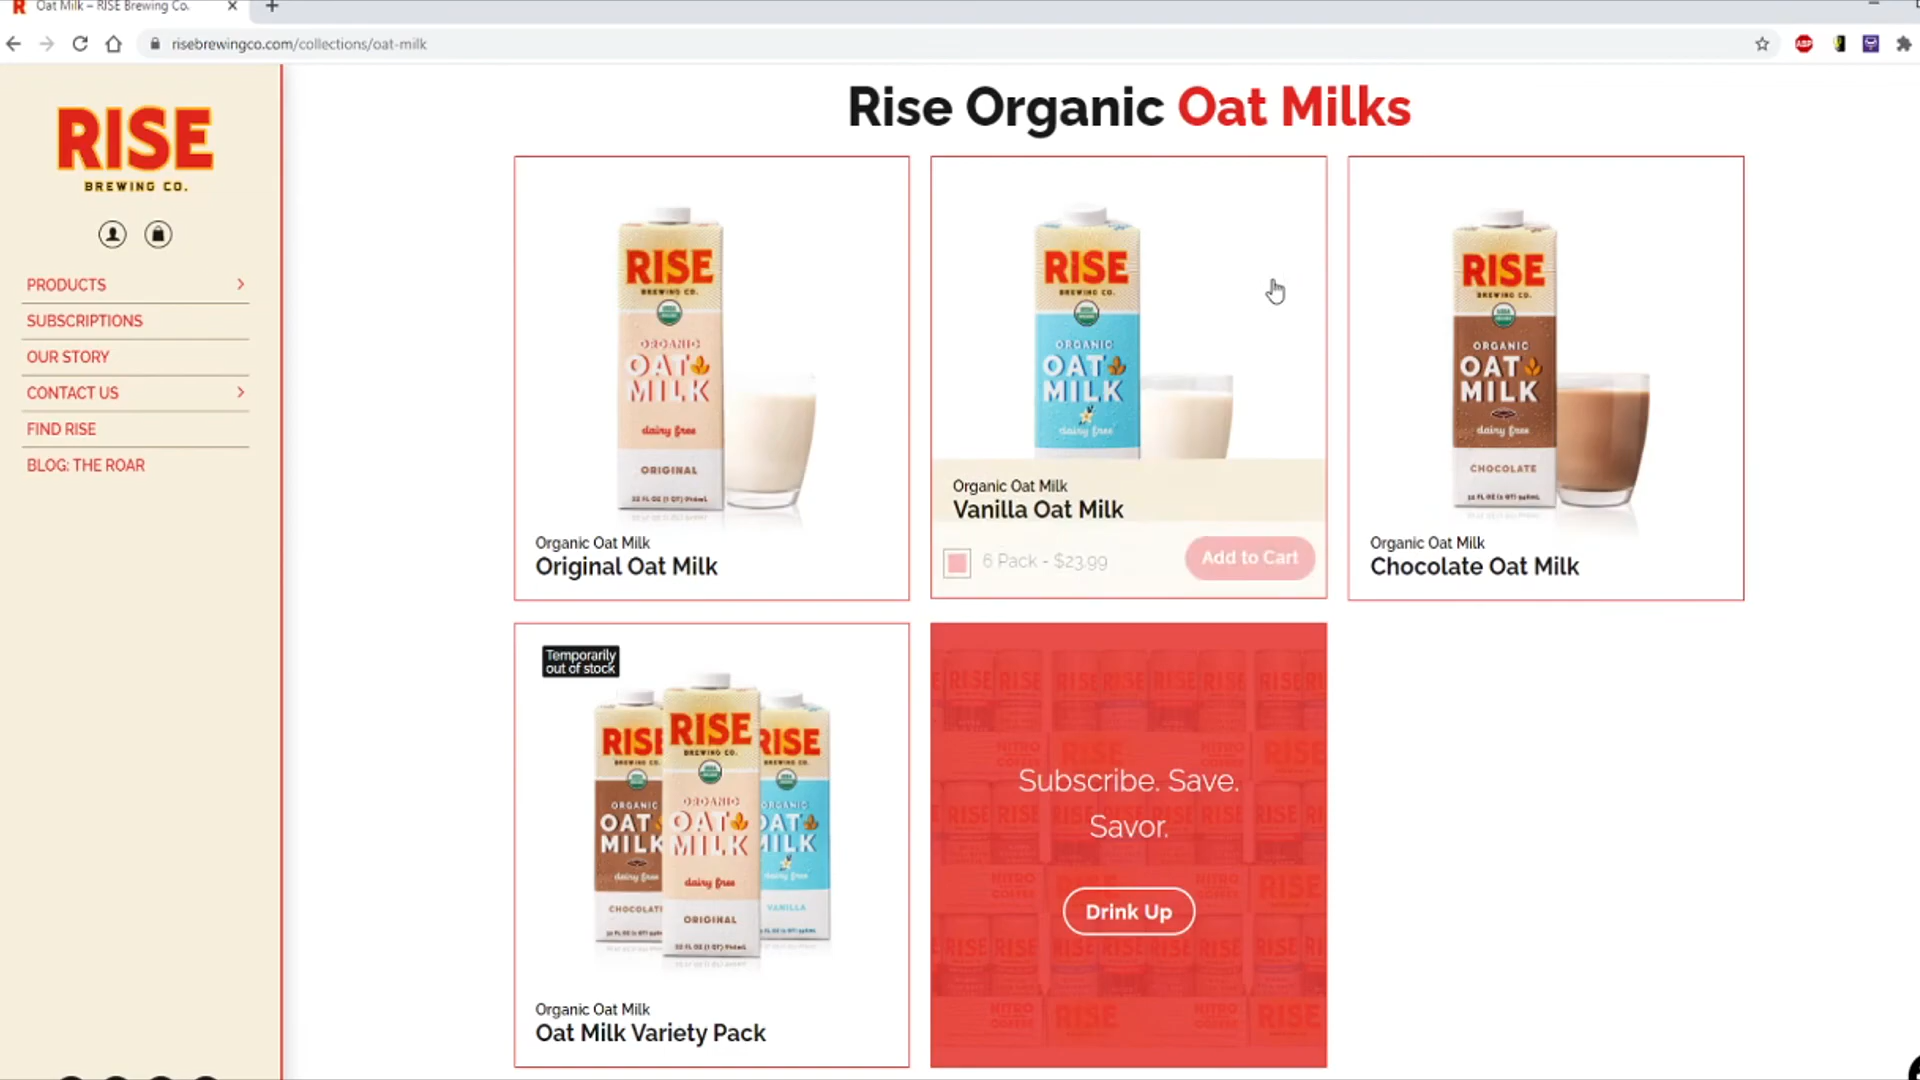 Oat Milk – RISE Brewing Co.
risebrewingco.com/collections/oat-milk
ABP
RISE
BREWING CO.
PRODUCTS
SUBSCRIPTIONS
OUR STORY
CONTACT US
FIND RISE
BLOG: THE ROAR
Rise Organic Oat Milks
RISE
BREWING CO.
ORGANIC
OAT
MILK
dairy free
ORIGINAL
32 FL OZ (1 QT) 946mL
Organic Oat Milk
Original Oat Milk
RISE
BREWING CO.
ORGANIC
OAT
MILK
dairy free
Organic Oat Milk
Vanilla Oat Milk
6 Pack - $23.99
Add to Cart
RISE
BREWING CO.
ORGANIC
OAT
MILK
dairy free
CHOCOLATE
32 FL OZ (1 QT) 946mL
Organic Oat Milk
Chocolate Oat Milk
Temporarily
out of stock
RISE
BREWING CO.
ORGANIC
OAT
MILK
dairy free
CHOCOLATE
RISE
BREWING CO.
ORGANIC
OAT
MILK
dairy free
ORIGINAL
32 FL OZ (1 QT) 946mL
RISE
BREWING CO.
ORGANIC
OAT
MILK
dairy free
VANILLA
Organic Oat Milk
Oat Milk Variety Pack
Subscribe. Save.
Savor.
Drink Up